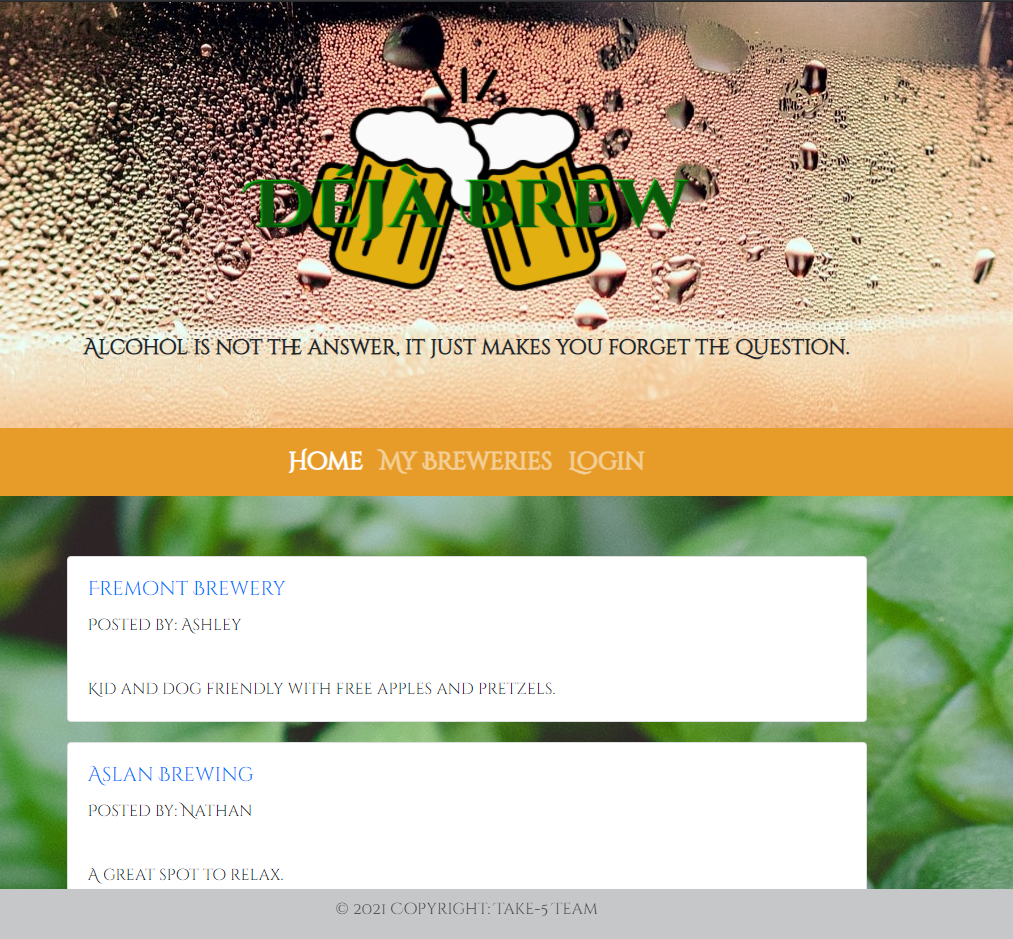 Déjà Brew
Alcohol is not the answer, it just makes you forget the question.
Home My Breweries Login
Fremont Brewery
Posted by: Ashley
Kid and dog friendly with free apples and pretzels.
Aslan Brewing
Posted by: Nathan
A great spot to relax.
© 2021 Copyright: Take-5 Team